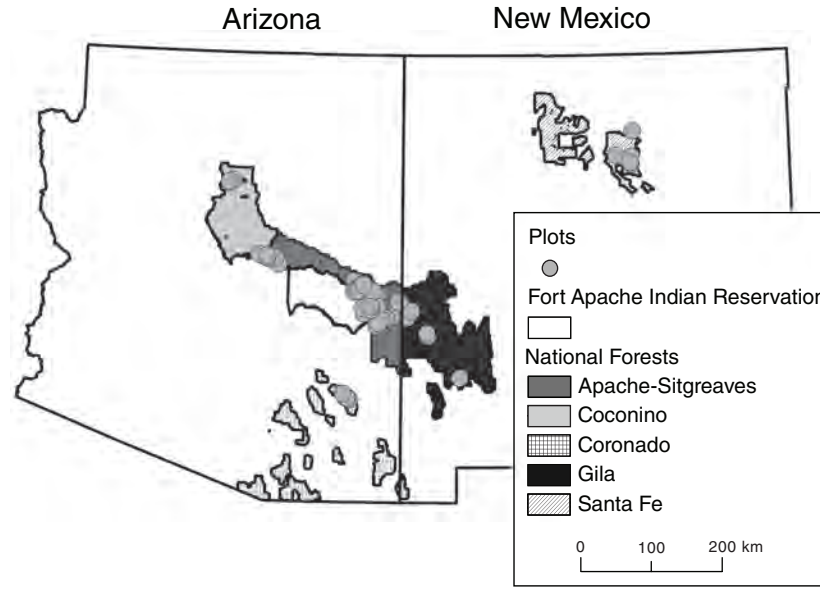 Arizona New Mexico
Plots
Fort Apache Indian Reservation
National Forests
Apache-Sitgreaves
Coconino
Coronado
Gila
Santa Fe
0 100 200 km